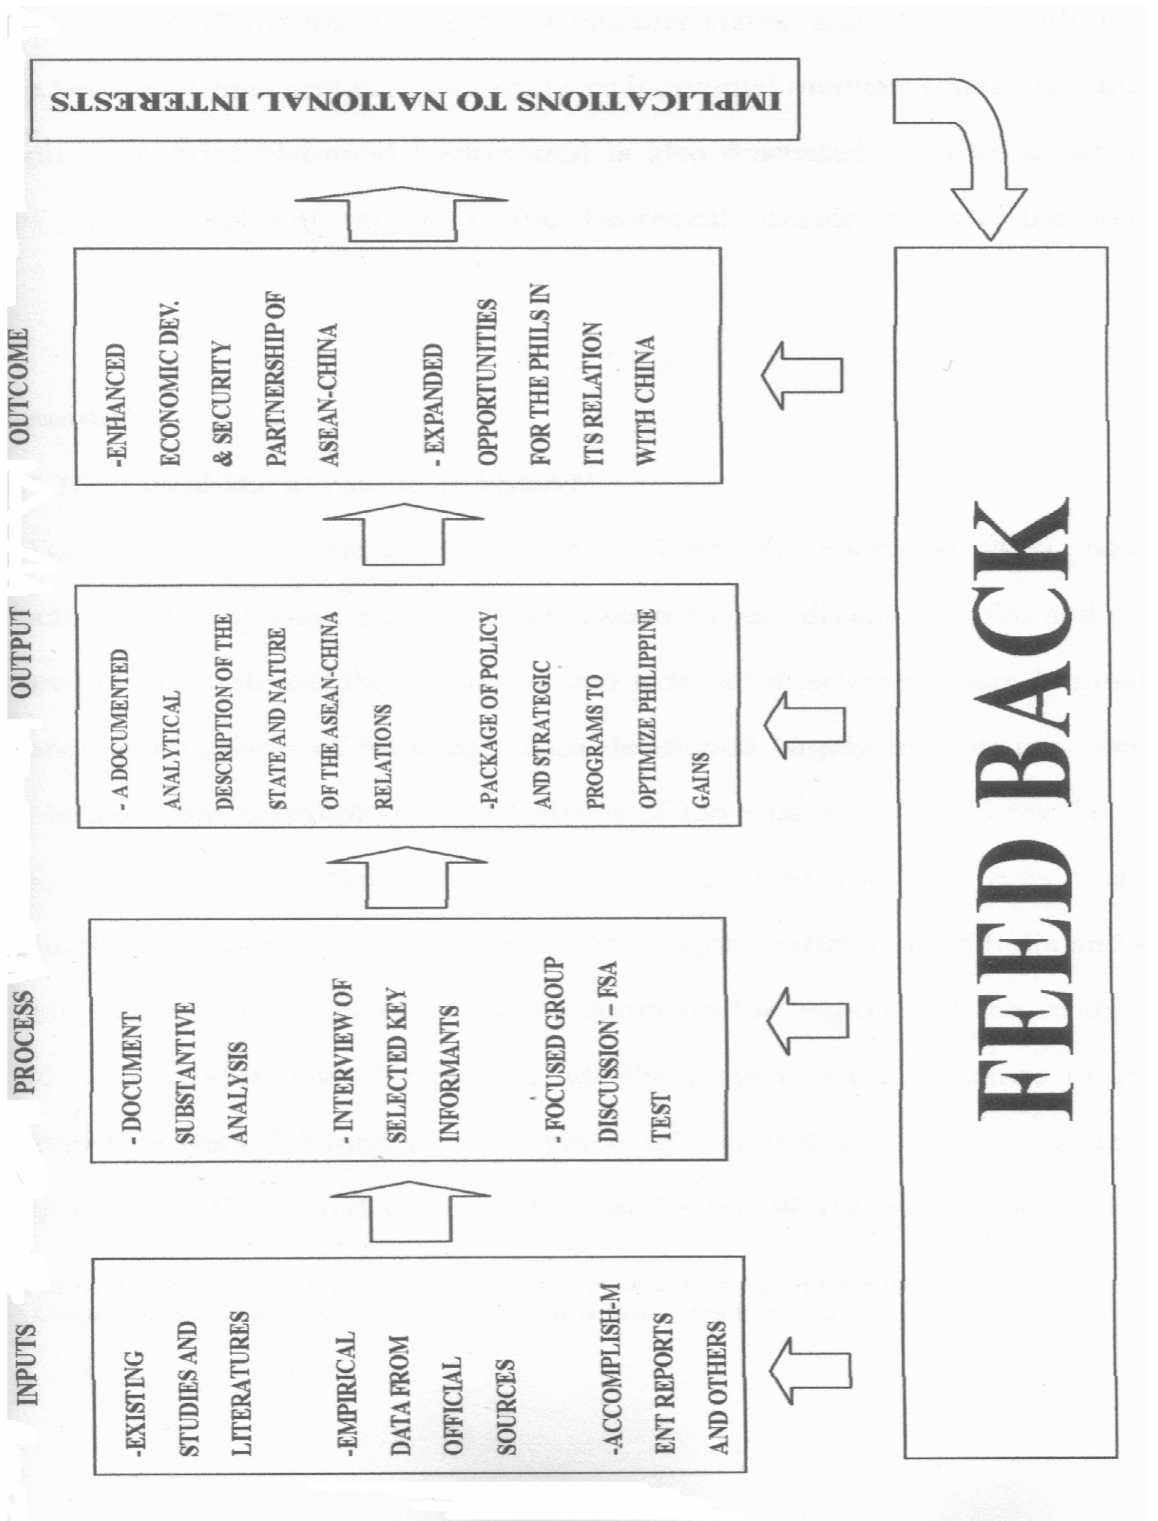 INPUTS
-EXISTING
STUDIES AND
LITERATURES
-EMPIRICAL
DATA FROM
OFFICIAL
SOURCES
-ACCOMPLISH-M
ENT REPORTS
AND OTHERS
PROCESS
- DOCUMENT
SUBSTANTIVE
ANALYSIS
- INTERVIEW OF
SELECTED KEY
INFORMANTS
- FOCUSED GROUP
DISCUSSION – FSA
TEST
OUTPUT
- A DOCUMENTED
ANALYTICAL
DESCRIPTION OF THE
STATE AND NATURE
OF THE ASEAN-CHINA
RELATIONS
-PACKAGE OF POLICY
AND STRATEGIC
PROGRAMS TO
OPTIMIZE PHILIPPINE
GAINS
OUTCOME
-ENHANCED
ECONOMIC DEV.
& SECURITY
PARTNERSHIP OF
ASEAN-CHINA
- EXPANDED
OPPORTUNITIES
FOR THE PHILS IN
ITS RELATION
WITH CHINA
IMPLICATIONS TO NATIONAL INTERESTS
FEED BACK